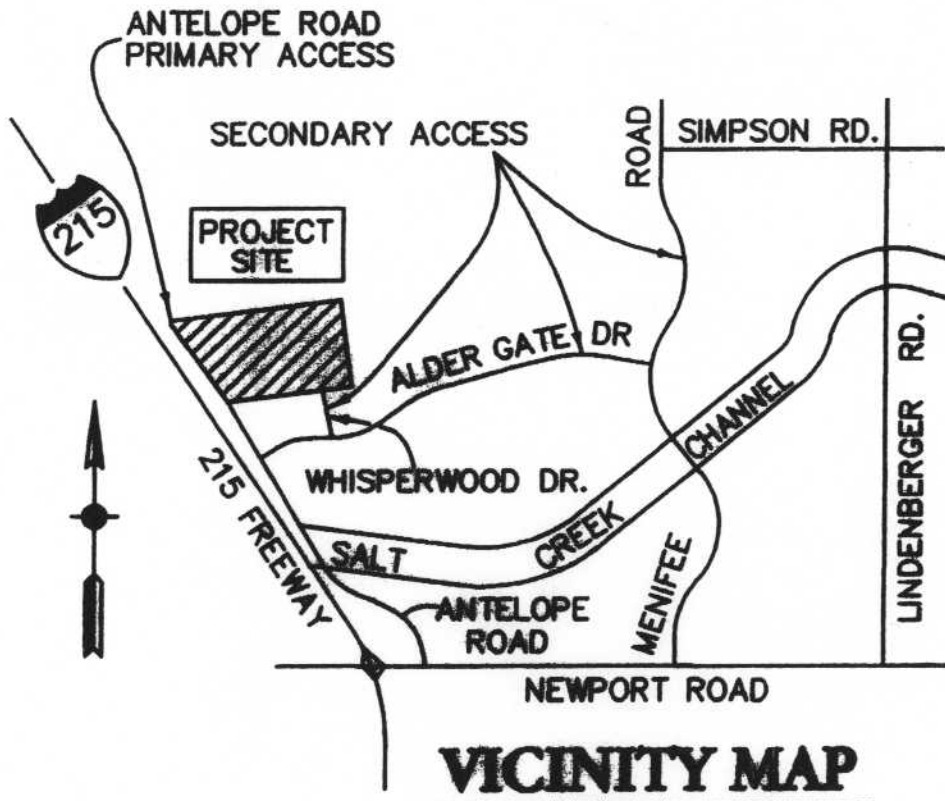 ANTELOPE ROAD
PRIMARY ACCESS
SECONDARY ACCESS
ROAD
SIMPSON RD.
215
PROJECT
SITE
ALDER GATE DR
WHISPERWOOD DR.
CHANNEL
LINDENBERGER RD.
215 FREEWAY
SALT
CREEK
MENIFEE
ANTELOPE
ROAD
NEWPORT ROAD
VICINITY MAP